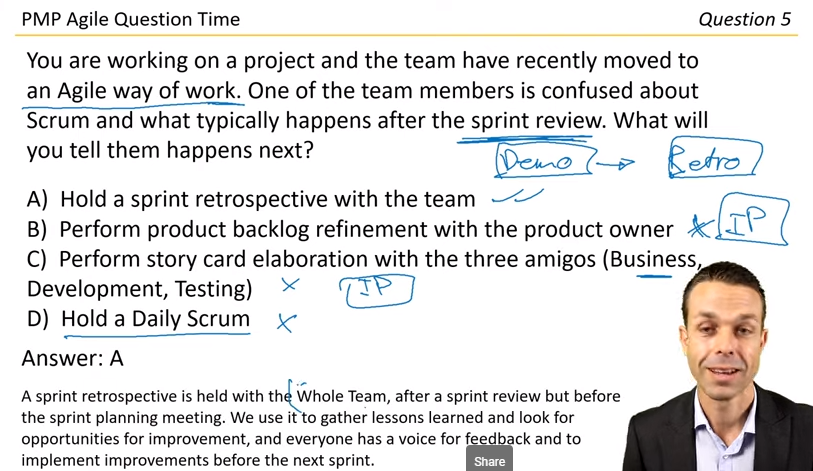 PMP Agile Question Time
Question 5
You are working on a project and the team have recently moved to
an Agile way of work. One of the team members is confused about
Scrum and what typically happens after the sprint review. What will
you tell them happens next?
Demo → Retro
A) Hold a sprint retrospective with the team
B) Perform product backlog refinement with the product owner
IP
C) Perform story card elaboration with the three amigos (Business,
Development, Testing)
IP
D) Hold a Daily Scrum
Answer: A
A sprint retrospective is held with the Whole Team, after a sprint review but before
the sprint planning meeting. We use it to gather lessons learned and look for
opportunities for improvement, and everyone has a voice for feedback and to
implement improvements before the next sprint.
Share